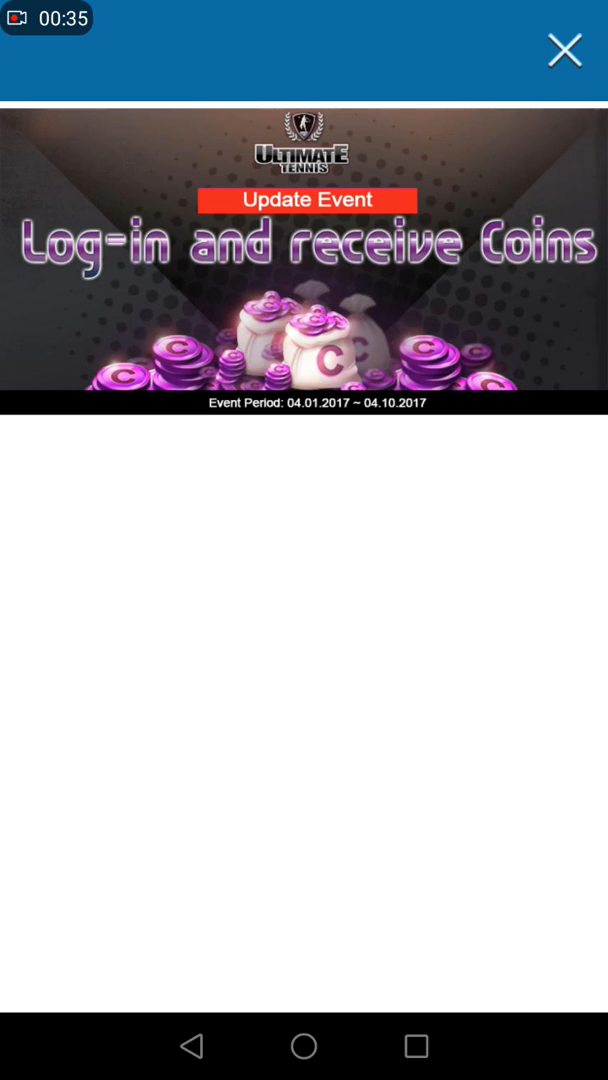 00:35
ULTIMATE
TENNIS
Update Event
Log-in and receive Coins
C
C
C
C
C
Event Period: 04.01.2017 ~ 04.10.2017